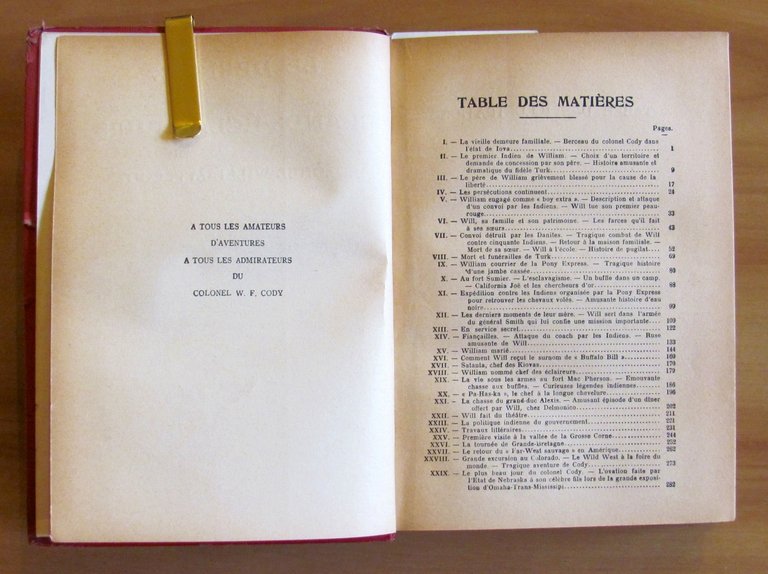 A TOUS LES AMATEURS
D'AVENTURES
A TOUS LES ADMIRATEURS
DU
COLONEL W. F. CODY
TABLE DES MATIÈRES
Pages.
I. — La vieille demeure familiale. — Berceau du colonel Cody dans
l'état de Iova 1
II. — Le premier Indien de William. — Choix d'un territoire et
demande de concession par son père. — Histoire amusante et
dramatique du fidèle Turk 9
III. — Le père de William grièvement blessé pour la cause de la
liberté 17
IV. — Les persécutions continuent 24
V. — William engagé comme « boy extra ». — Description et attaque
d'un convoi par les Indiens. — Will tue son premier peau-
rouge 33
VI. — Will, sa famille et son patrimoine. — Les farces qu'il fait
à ses sœurs 43
VII. — Convoi détruit par les Danites. — Tragique combat de Will
contre cinquante Indiens. — Retour à la maison familiale. —
Mort de sa sœur. — Will à l'école. — Histoire de pugilat 52
VIII. — Mort et funérailles de Turk 69
IX. — William courrier de la Pony Express. — Tragique histoire
d'une jambe cassée 80
X. — Au fort Sumter. — L'esclavagisme. — Un buffle dans un camp.
— California Joë et les chercheurs d'or 88
XI. — Expédition contre les Indiens organisée par la Pony Express
pour retrouver les chevaux volés. — Amusante histoire d'eau
noire 99
XII. — Les derniers moments de leur mère. — Will sert dans l'armée
du général Smith qui lui confie une mission importante 109
XIII. — En service secret 122
XIV. — Fiançailles. — Attaque du coach par les Indiens. — Ruse
amusante de Will 133
XV. — William marié 144
XVI. — Comment Will reçut le surnom de « Buffalo Bill » 169
XVII. — Satanta, chef des Kiovas 170
XVIII. — William nommé chef des éclaireurs 179
XIX. — La vie sous les armes au fort Mac Pherson. — Emouvante
chasse aux buffles. — Curieuses légendes indiennes 186
XX. — « Pa-Has-ka », le chef à la longue chevelure 196
XXI. — La chasse du grand-duc Alexis. — Amusant épisode d'un dîner
offert par Will, chez Delmonico 202
XXII. — Will fait du théâtre 211
XXIII. — La politique indienne du gouvernement 221
XXIV. — Travaux littéraires 231
XXV. — Première visite à la vallée de la Grosse Corne 244
XXVI. — La tournée de Grande-Bretagne 252
XXVII. — Le retour du « Far-West sauvage » en Amérique 262
XXVIII. — Grande excursion au Colorado. — Le Wild West à la foire du
monde. — Tragique aventure de Cody 273
XXIX. — Le plus beau jour du colonel Cody. — L'ovation faite par
l'Etat de Nebraska à son célèbre fils lors de la grande exposi-
tion d'Omaha-Trans-Mississipi 282